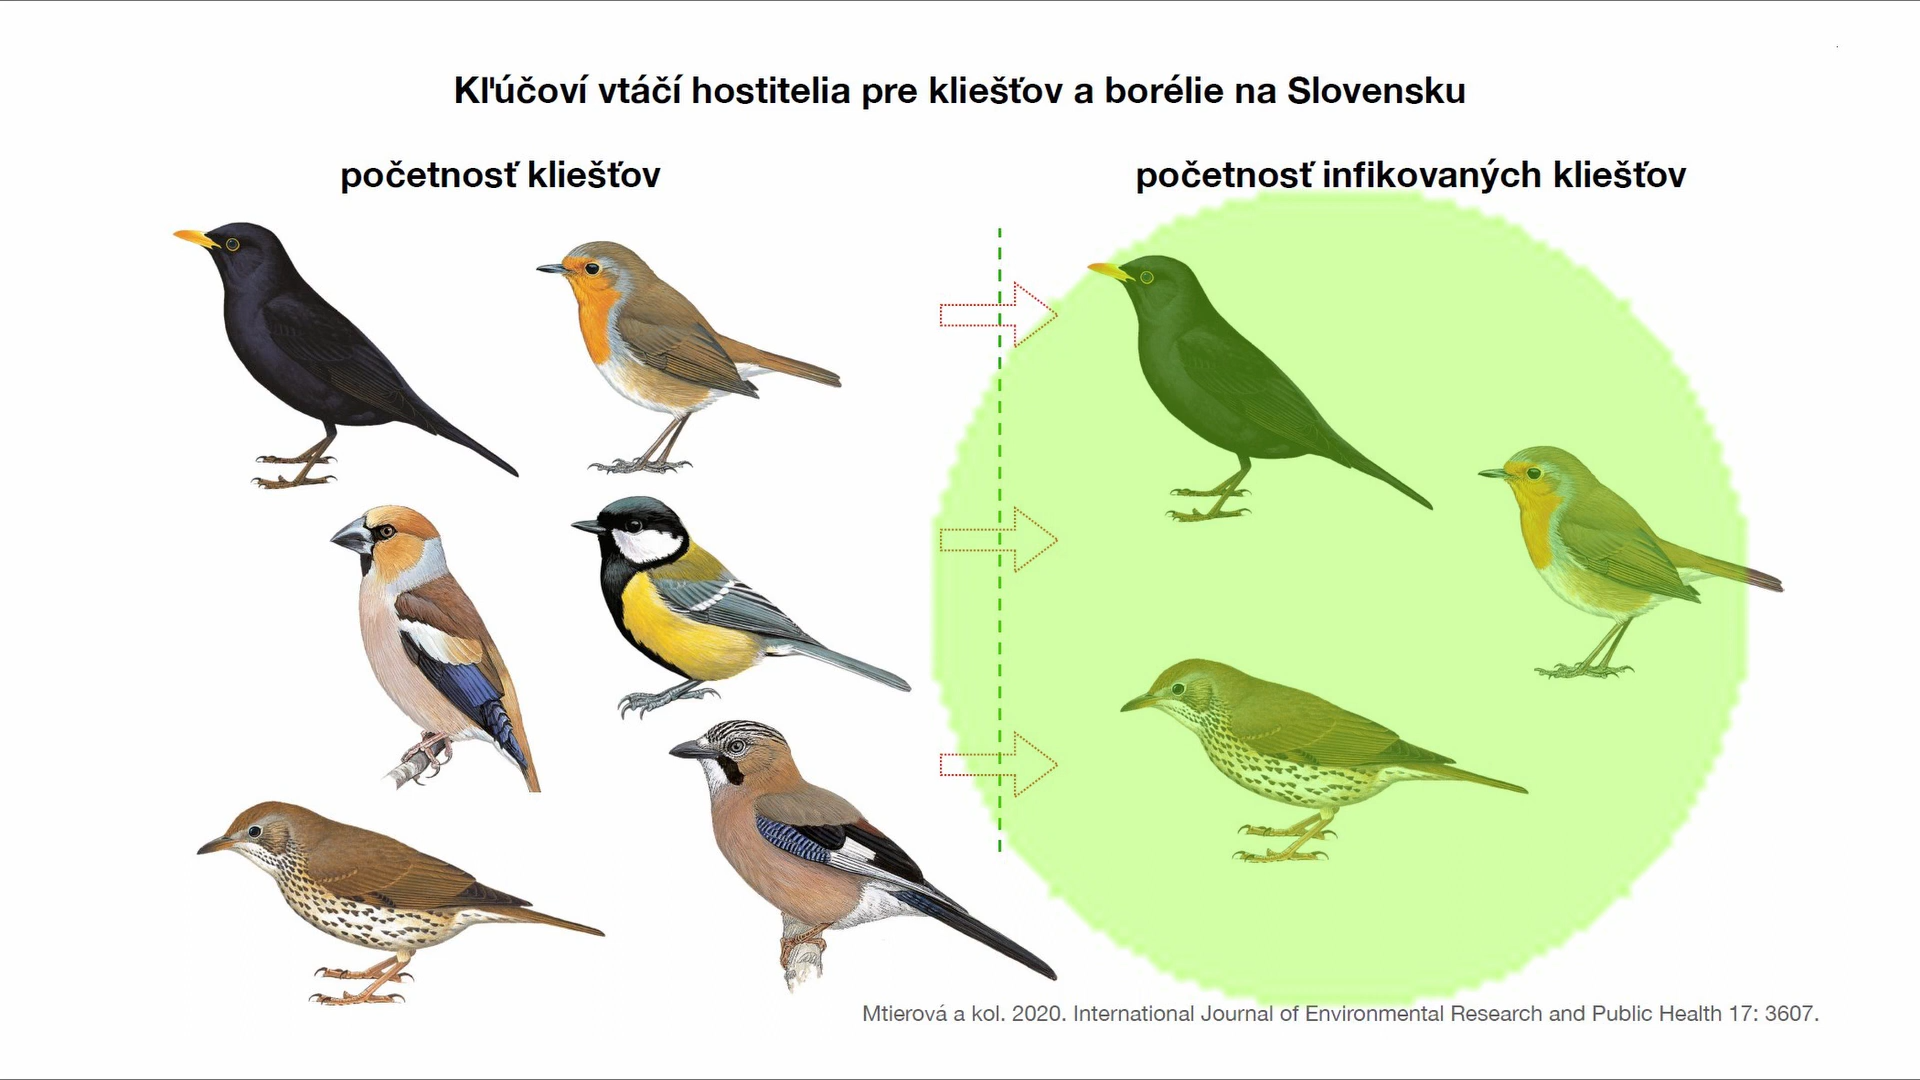 Kľúčoví vtáčí hostitelia pre kliešťov a borélie na Slovensku
početnosť kliešťov
početnosť infikovaných kliešťov
Mtierová a kol. 2020. International Journal of Environmental Research and Public Health 17: 3607.